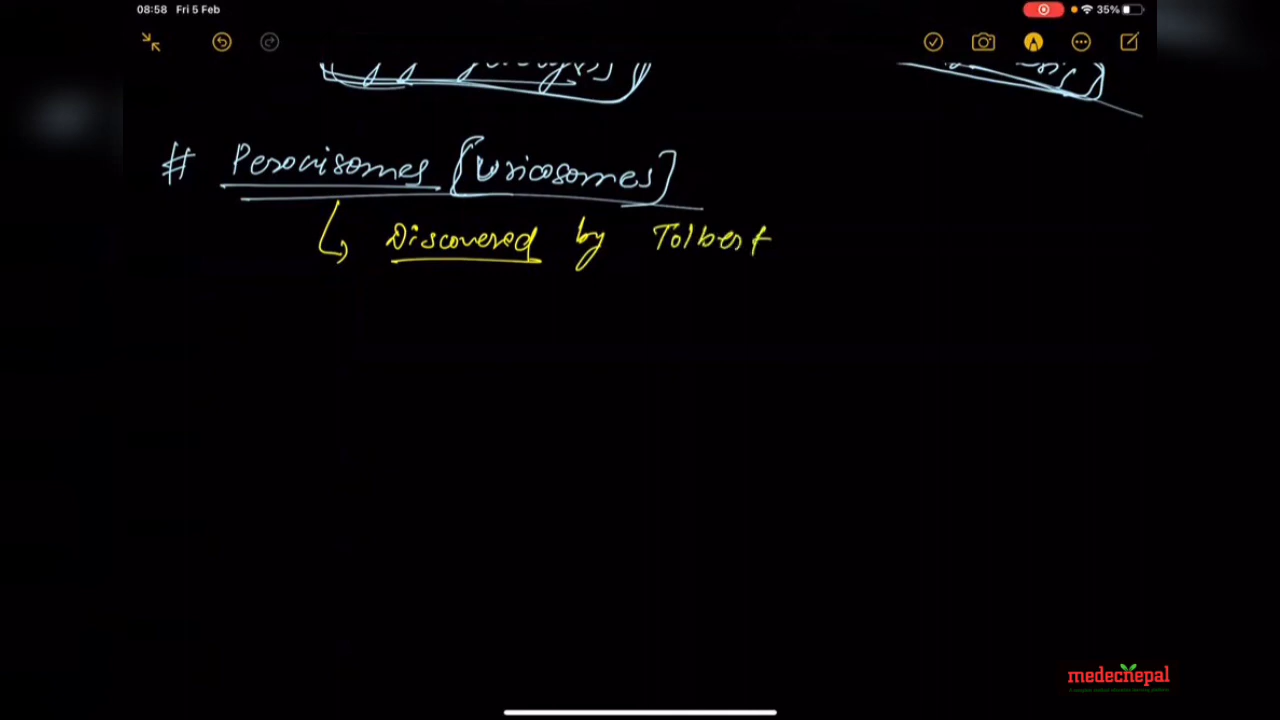 08:58 Fri 5 Feb 35%
# Peroxisomes [Uricosomes]
Discovered by Tolbert
medecnepal